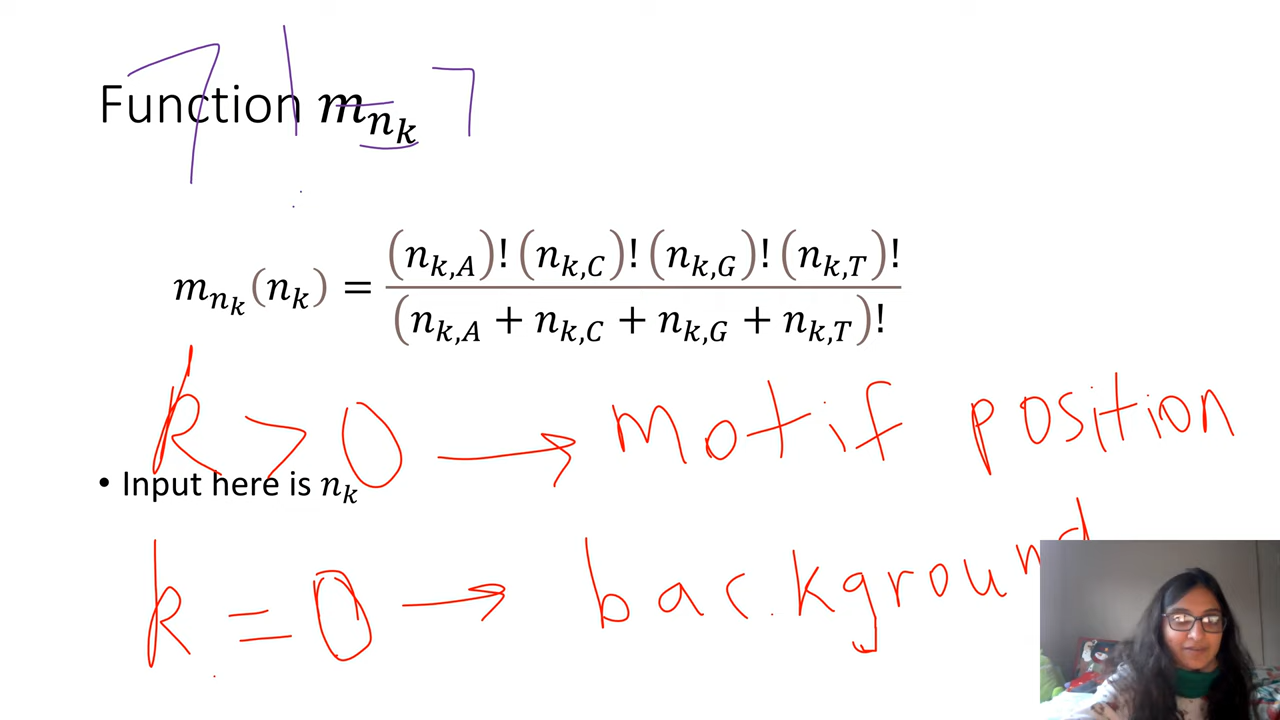 Function m_{n_k}
m_{n_k}(n_k) = \frac{(n_{k,A})! (n_{k,C})! (n_{k,G})! (n_{k,T})!}{(n_{k,A} + n_{k,C} + n_{k,G} + n_{k,T})!}
k > 0 → motif position
• Input here is n_k
k = 0 → background